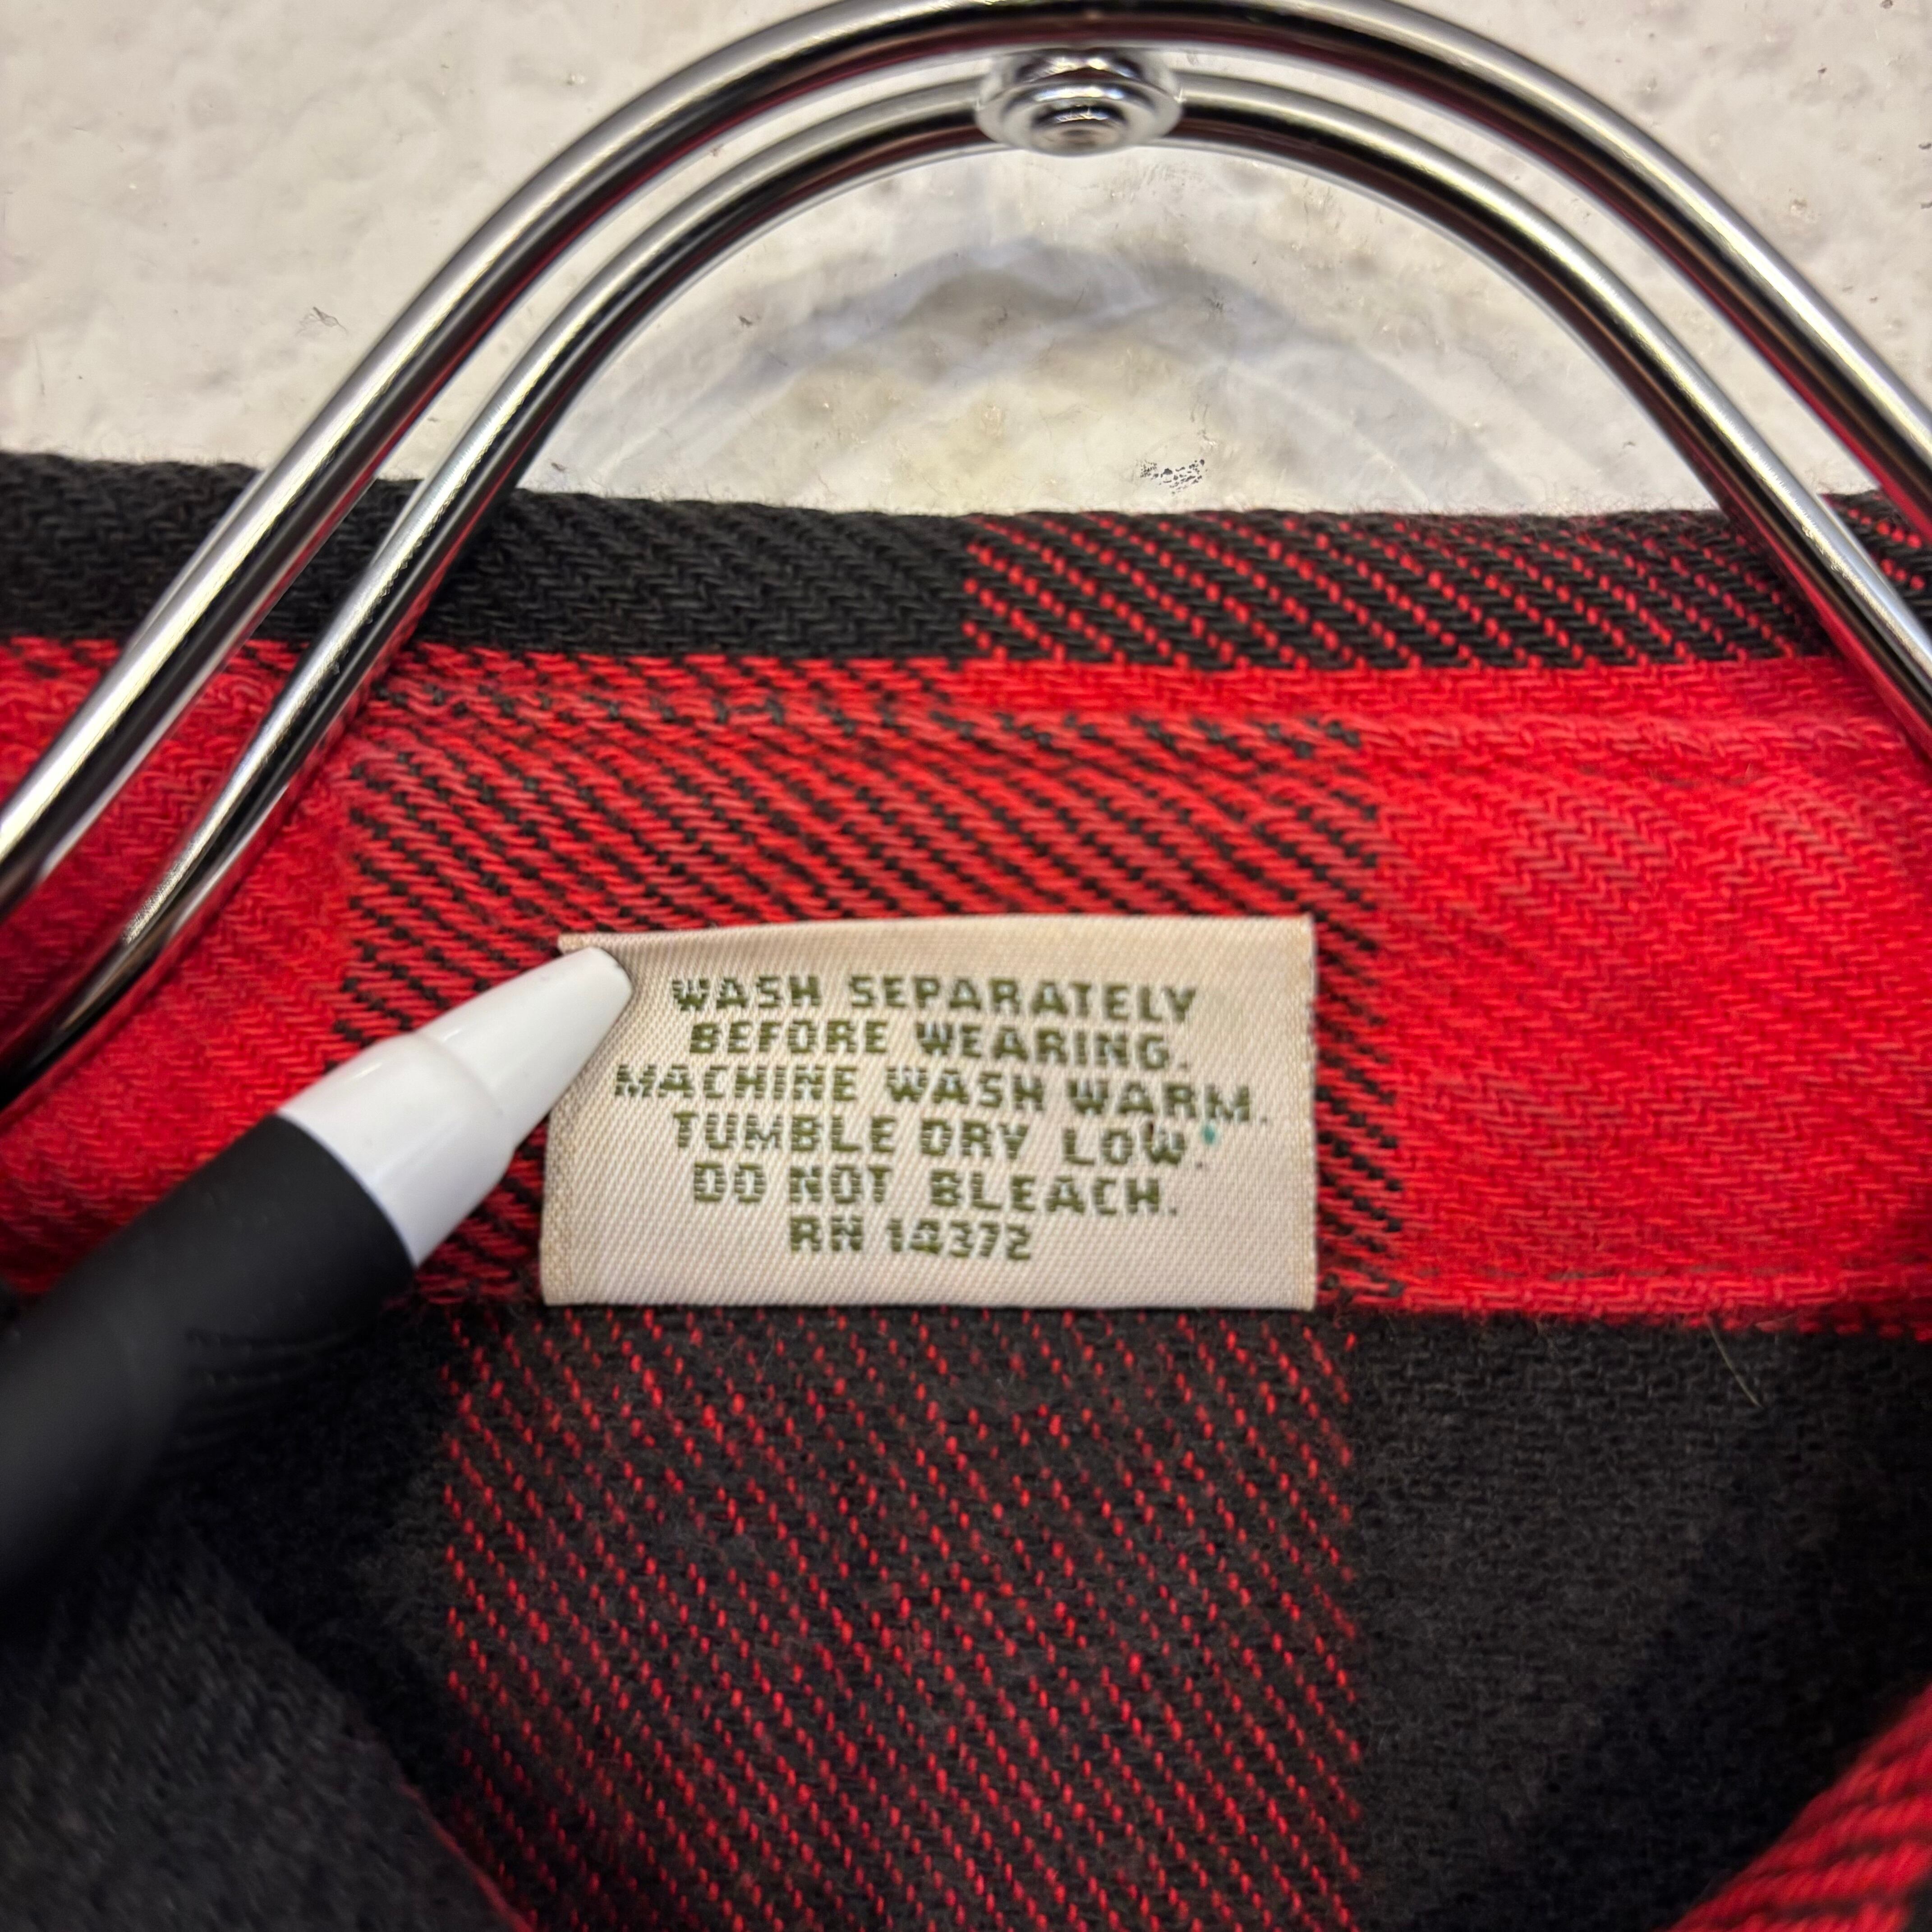 WASH SEPARATELY
BEFORE WEARING.
MACHINE WASH WARM.
TUMBLE DRY LOW.
DO NOT BLEACH.
RN 14372